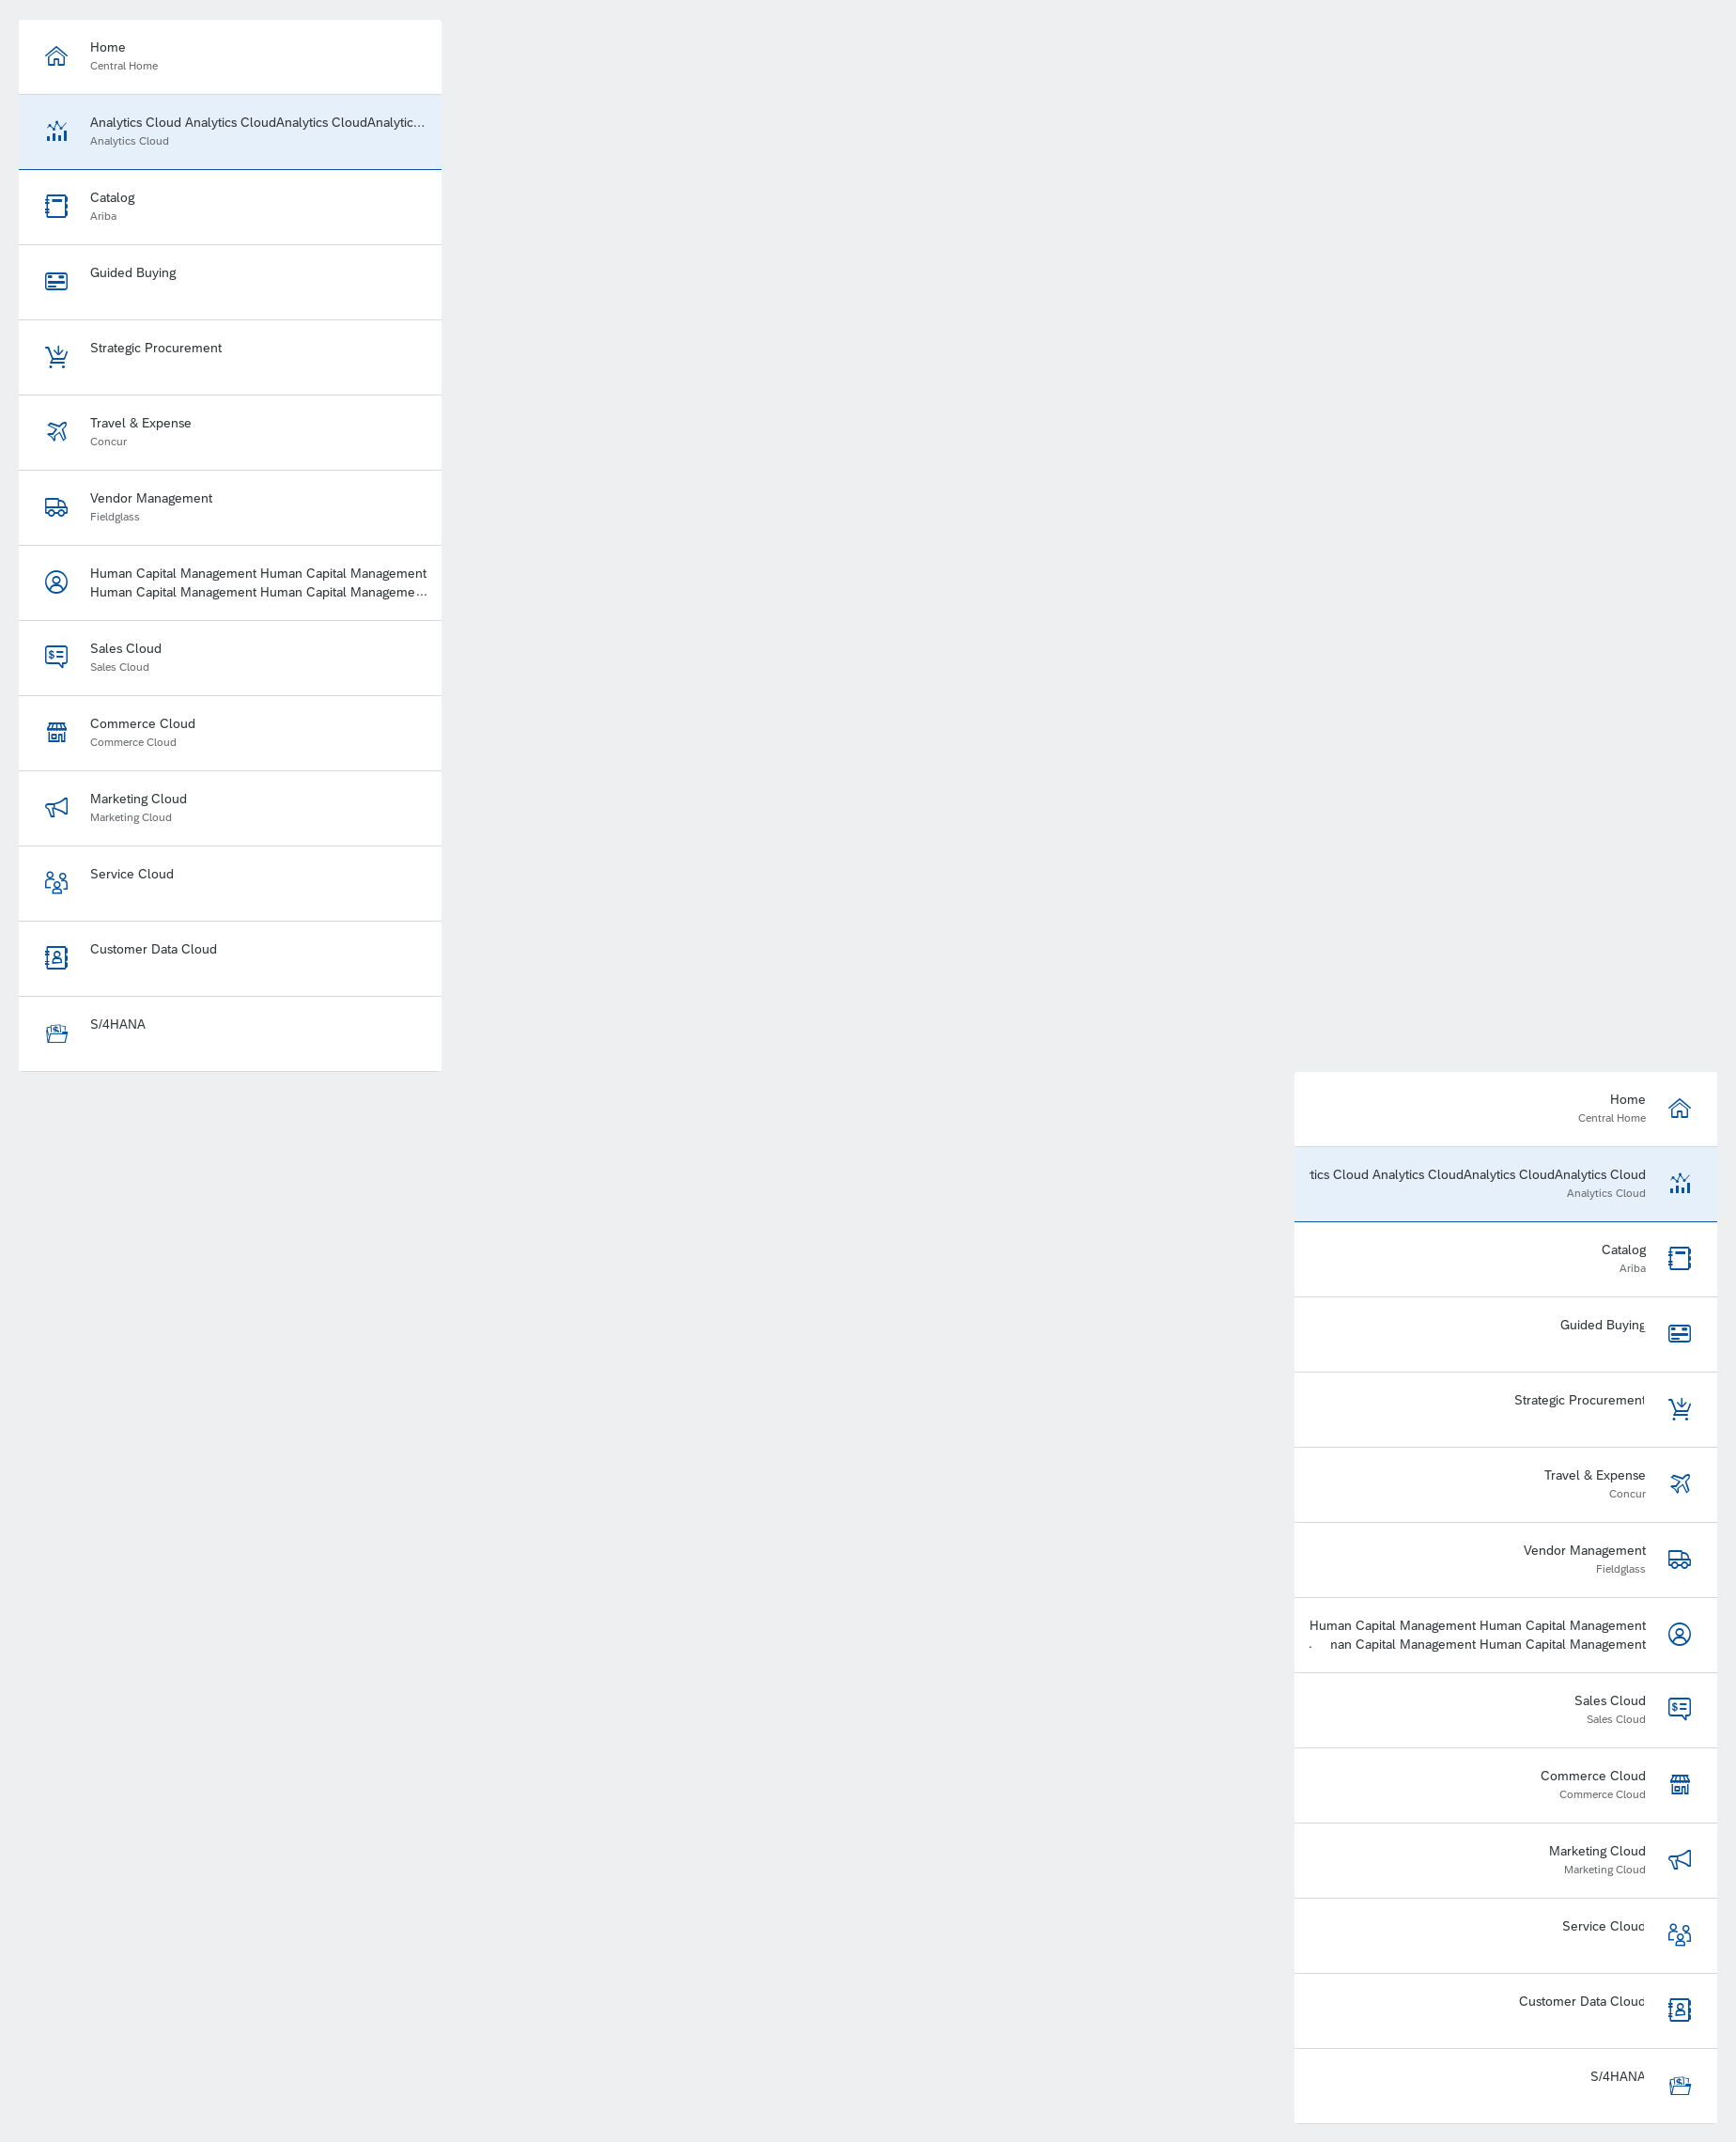 Home
Central Home
Analytics Cloud Analytics CloudAnalytics CloudAnalytic...
Analytics Cloud
Catalog
Ariba
Guided Buying
Strategic Procurement
Travel & Expense
Concur
Vendor Management
Fieldglass
Human Capital Management Human Capital Management
Human Capital Management Human Capital Manageme...
Sales Cloud
Sales Cloud
Commerce Cloud
Commerce Cloud
Marketing Cloud
Marketing Cloud
Service Cloud
Customer Data Cloud
S/4HANA
Home
Central Home
tics Cloud Analytics CloudAnalytics CloudAnalytics Cloud
Analytics Cloud
Catalog
Ariba
Guided Buying
Strategic Procurement
Travel & Expense
Concur
Vendor Management
Fieldglass
Human Capital Management Human Capital Management
. nan Capital Management Human Capital Management
Sales Cloud
Sales Cloud
Commerce Cloud
Commerce Cloud
Marketing Cloud
Marketing Cloud
Service Cloud
Customer Data Cloud
S/4HANA